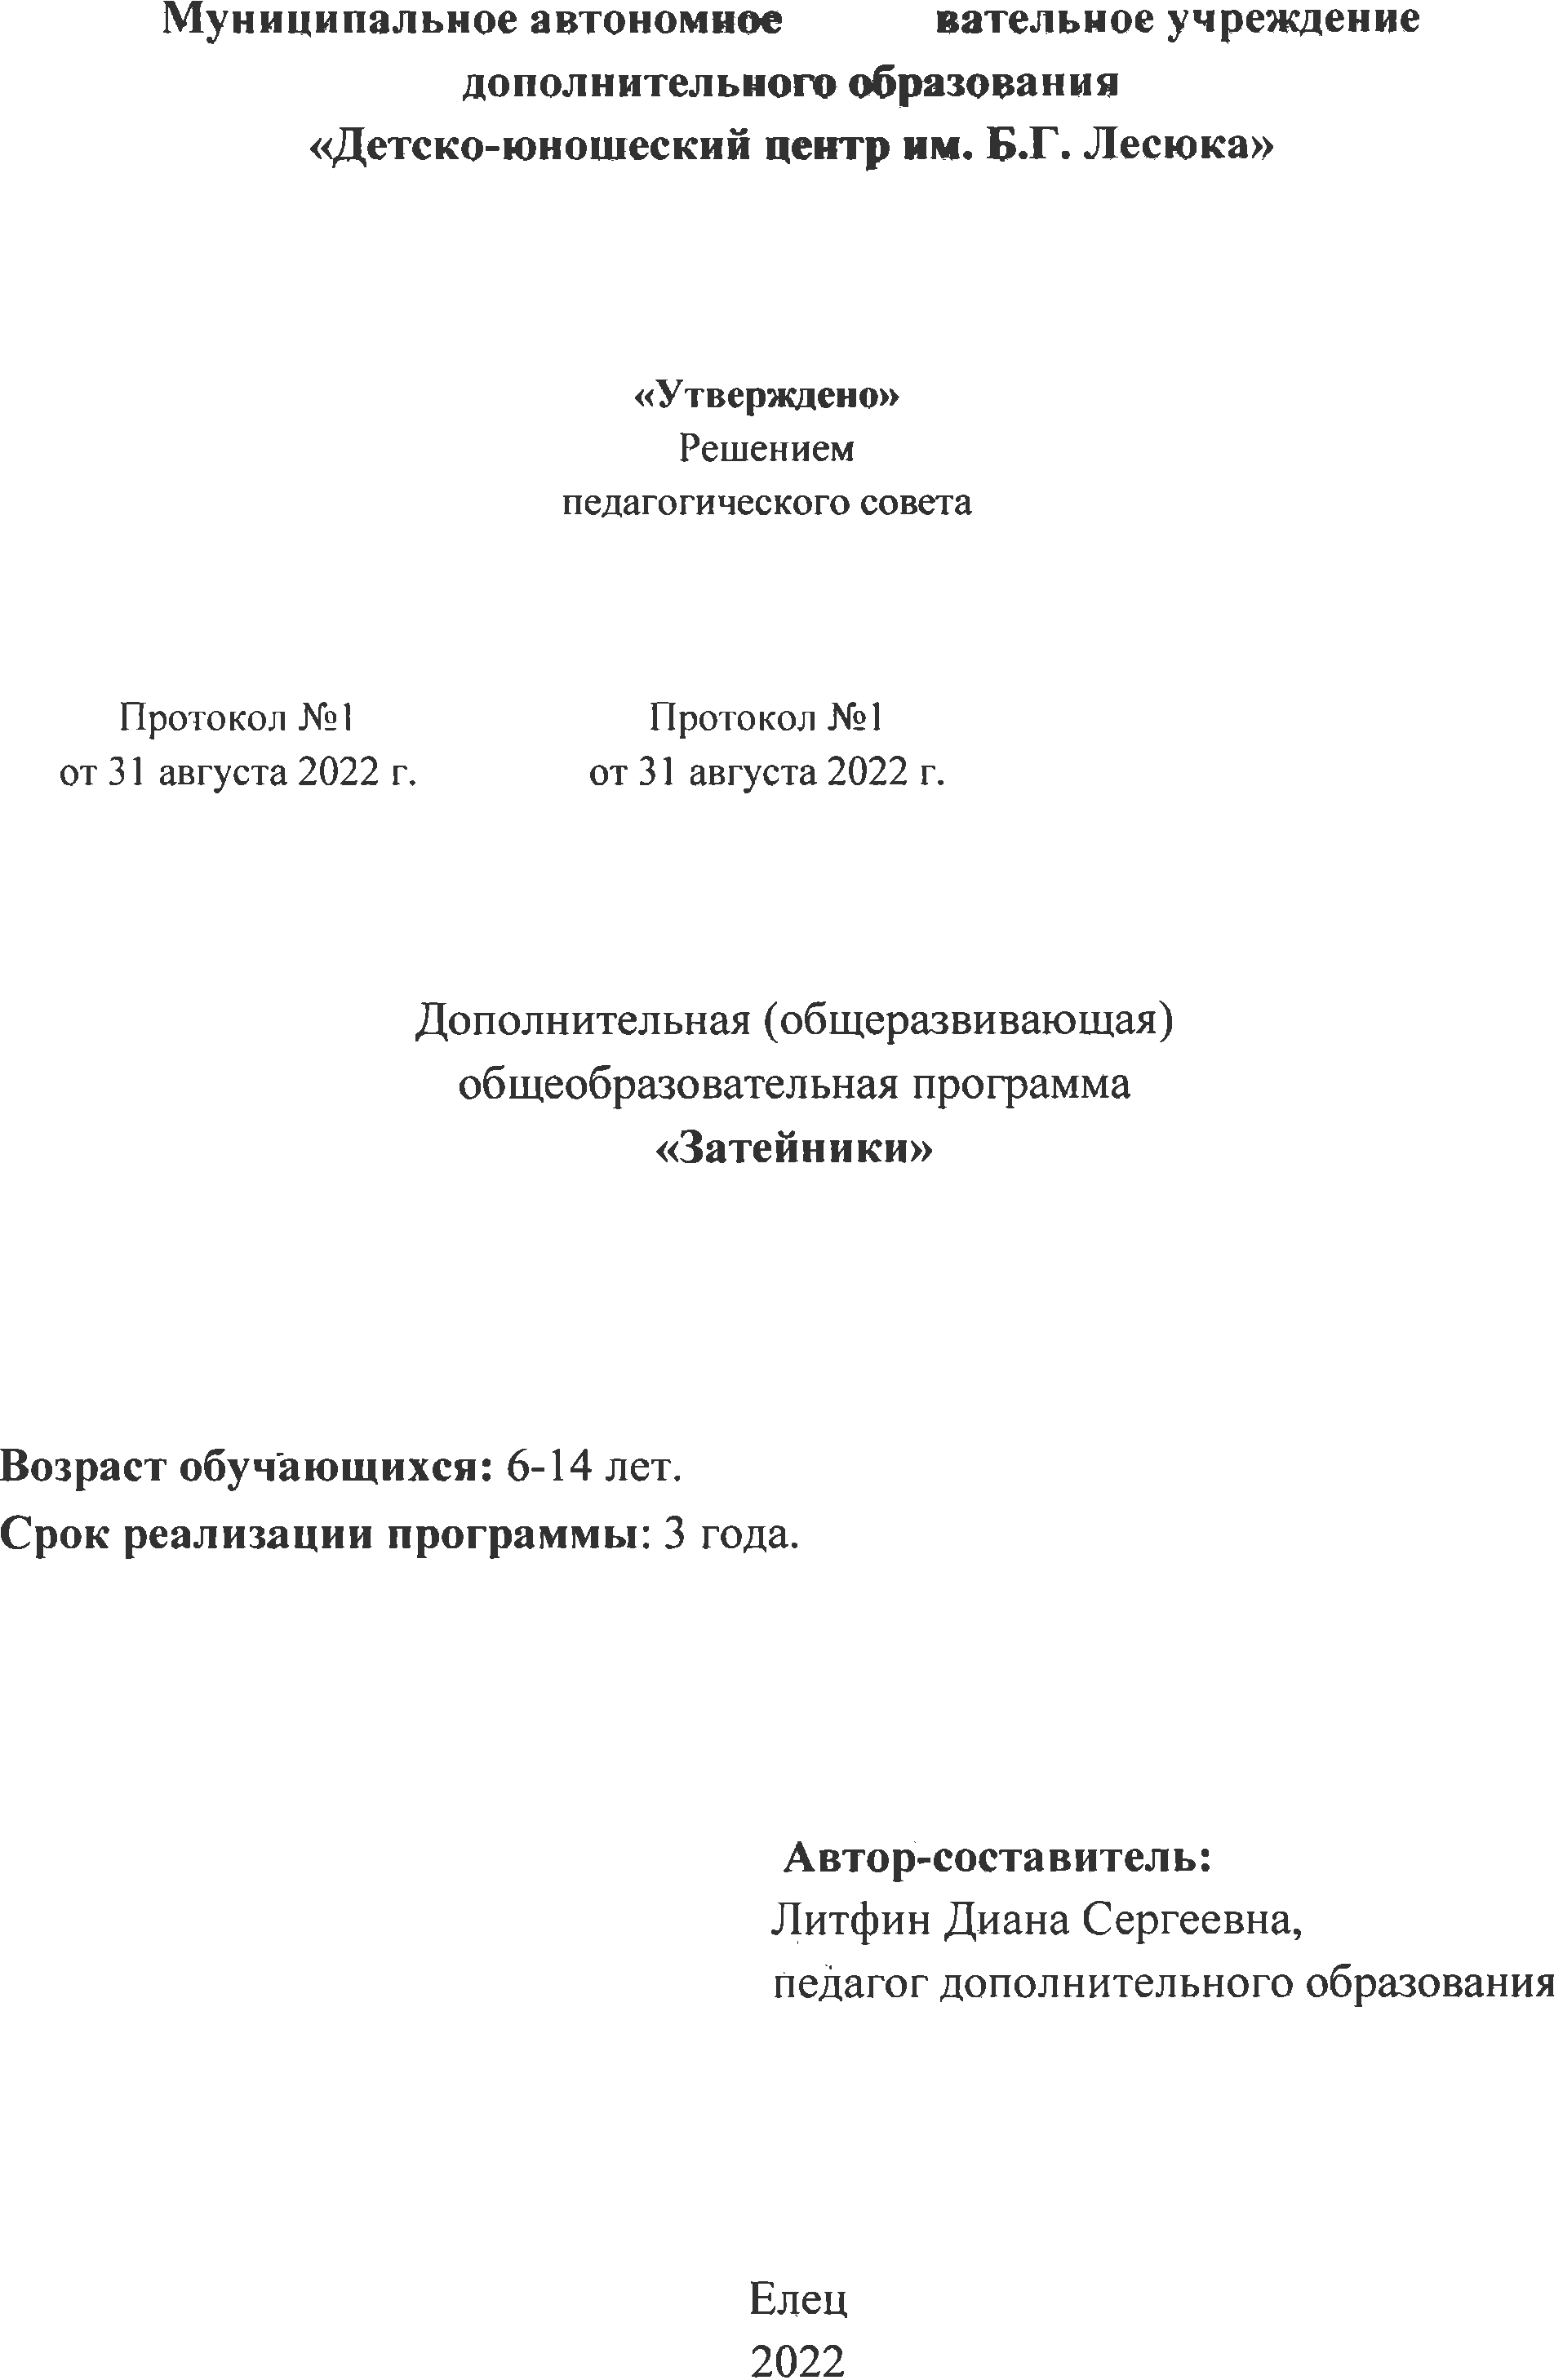 Муниципальное автономное вательное учреждение
дополнительного образования
«Детско-юношеский центр им. Б.Г. Лесюка»
«Утверждено»
Решением
педагогического совета
Протокол №1 Протокол №1
от 31 августа 2022 г. от 31 августа 2022 г.
Дополнительная (общеразвивающая)
общеобразовательная программа
«Затейники»
Возраст обучающихся: 6-14 лет.
Срок реализации программы: 3 года.
Автор-составитель:
Литфин Диана Сергеевна,
педагог дополнительного образования
Елец
2022